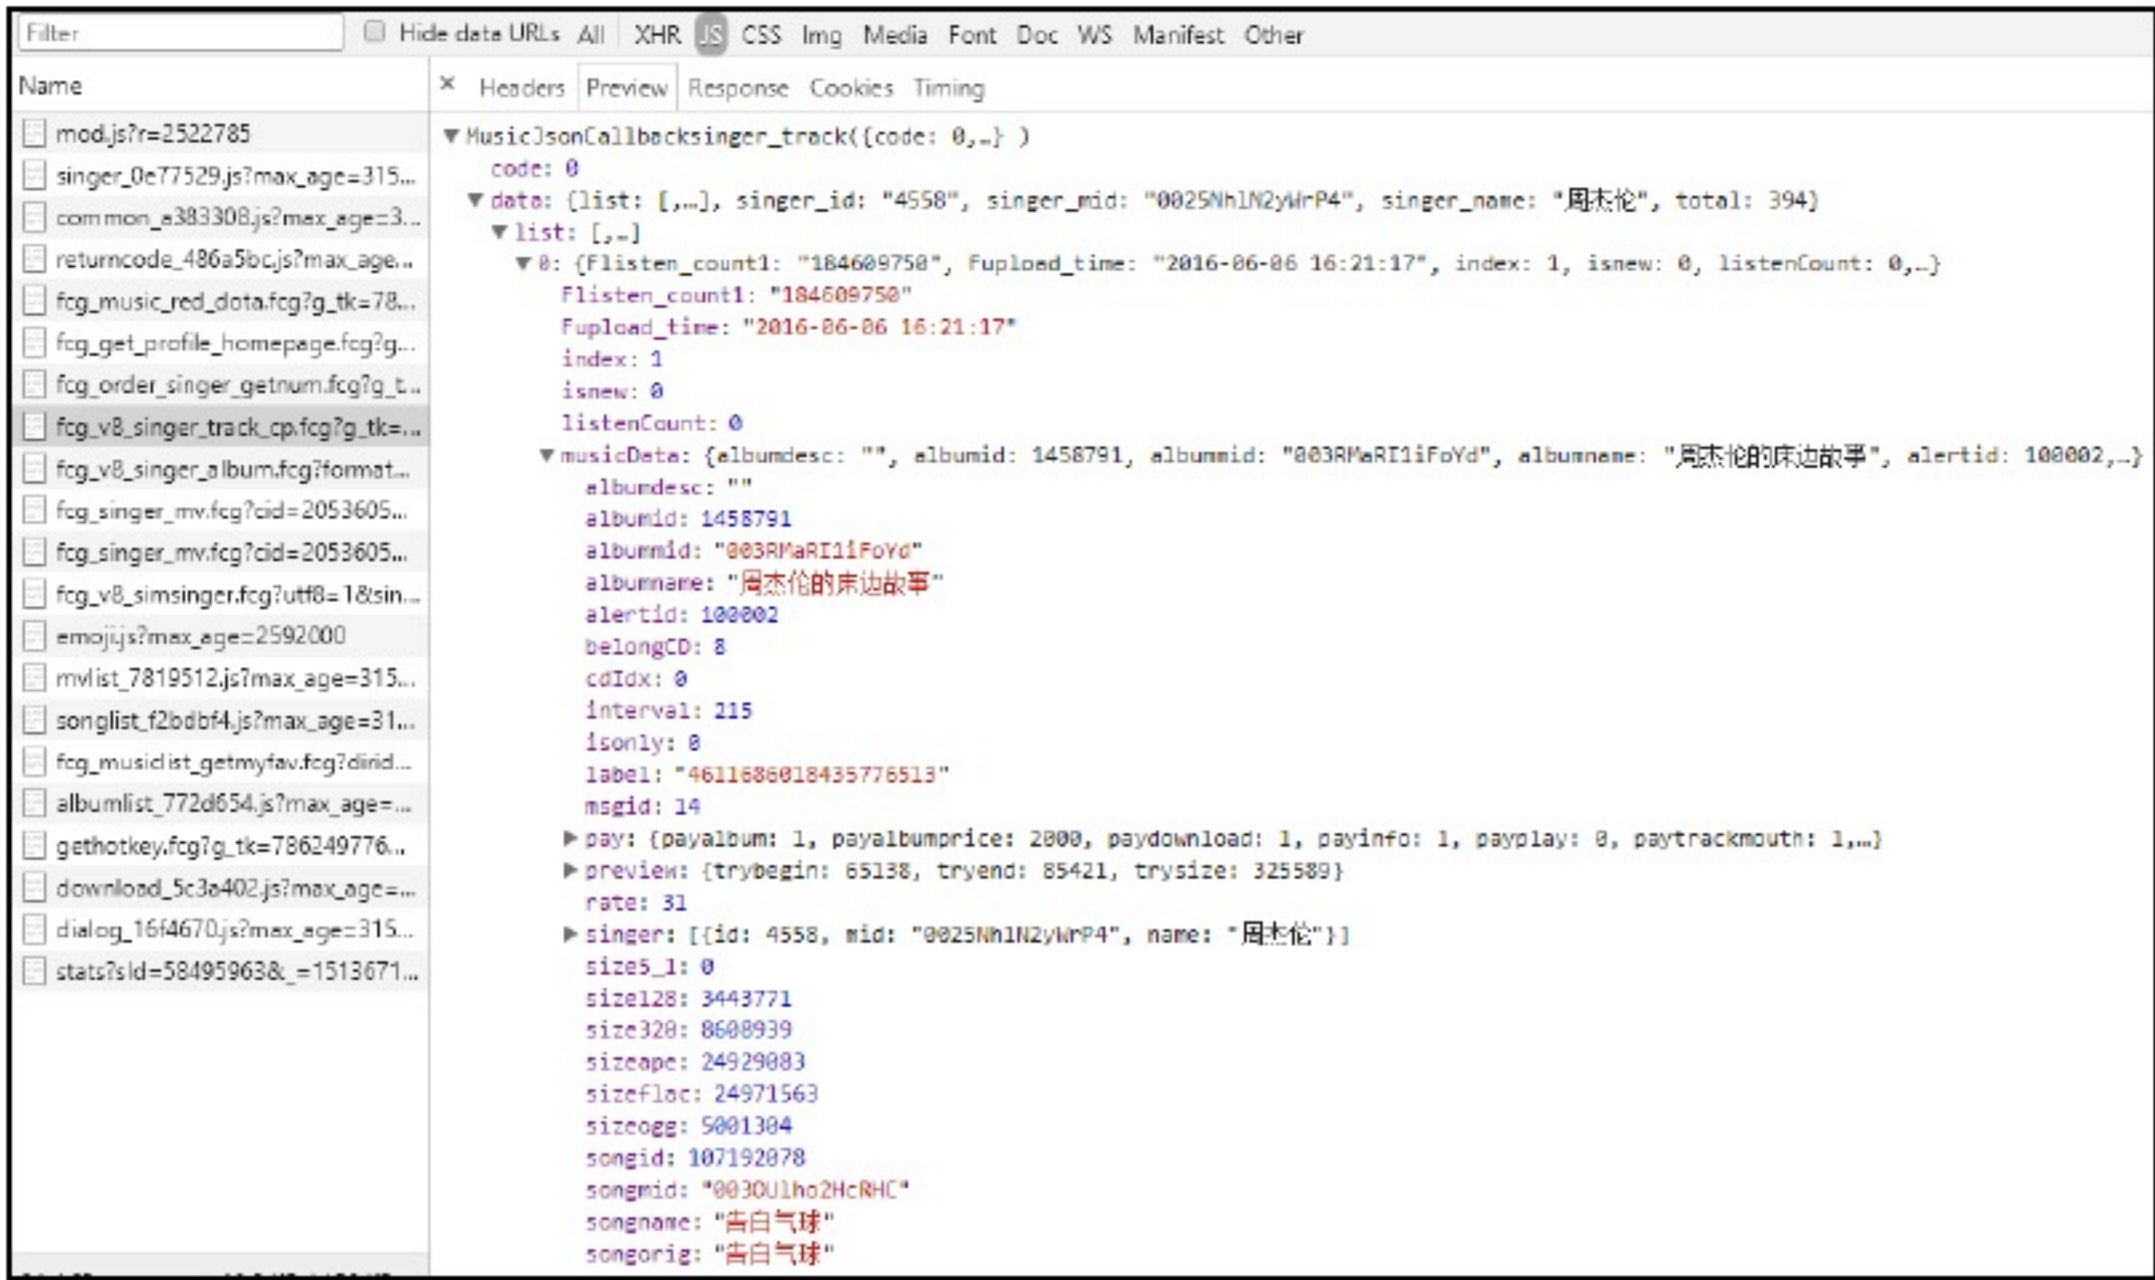 Filter Hide data URLs All XHR JS CSS Img Media Font Doc WS Manifest Other
Name
× Headers Preview Response Cookies Timing
mod.js?r=2522785
singer_0e77529.js?max_age=315...
common_a383308.js?max_age=3...
returncode_486a5bc.js?max_age...
fcg_music_red_dota.fcg?g_tk=78...
fcg_get_profile_homepage.fcg?g...
fcg_order_singer_getnum.fcg?g_t...
fcg_v8_singer_track_cp.fcg?g_tk=...
fcg_v8_singer_album.fcg?format...
fcg_singer_mv.fcg?cid=2053605...
fcg_singer_mv.fcg?cid=2053605...
fcg_v8_simsinger.fcg?utf8=1&sin...
emoji.js?max_age=2592000
mvlist_7819512.js?max_age=315...
songlist_f2bdbf4.js?max_age=31...
fcg_musiclist_getmyfav.fcg?dirid...
albumlist_772d654.js?max_age=...
gethotkey.fcg?g_tk=786249776...
download_5c3a402.js?max_age=...
dialog_16f4670.js?max_age=315...
stats?sId=58495963&_=1513671...
▼MusicJsonCallbacksinger_track({code: 0,…} )
code: 0
▼data: {list: [,…], singer_id: "4558", singer_mid: "0025NhlN2yWrP4", singer_name: "周杰伦", total: 394}
▼list: [,…]
▼0: {Flisten_count1: "184609750", Fupload_time: "2016-06-06 16:21:17", index: 1, isnew: 0, listenCount: 0,…}
Flisten_count1: "184609750"
Fupload_time: "2016-06-06 16:21:17"
index: 1
isnew: 0
listenCount: 0
▼musicData: {albumdesc: "", albumid: 1458791, albummid: "003RMaRI1iFoYd", albumname: "周杰伦的床边故事", alertid: 100002,…}
albumdesc: ""
albumid: 1458791
albummid: "003RMaRI1iFoYd"
albumname: "周杰伦的床边故事"
alertid: 100002
belongCD: 8
cdIdx: 0
interval: 215
isonly: 0
label: "4611686018435776513"
msgid: 14
▶pay: {payalbum: 1, payalbumprice: 2000, paydownload: 1, payinfo: 1, payplay: 0, paytrackmouth: 1,…}
▶preview: {trybegin: 65138, tryend: 85421, trysize: 325589}
rate: 31
▶singer: [{id: 4558, mid: "0025NhlN2yWrP4", name: "周杰伦"}]
size5_1: 0
size128: 3443771
size320: 8608939
sizeape: 24929083
sizeflac: 24971563
sizeogg: 5001304
songid: 107192078
songmid: "003OUlho2HcRHC"
songname: "告白气球"
songorig: "告白气球"